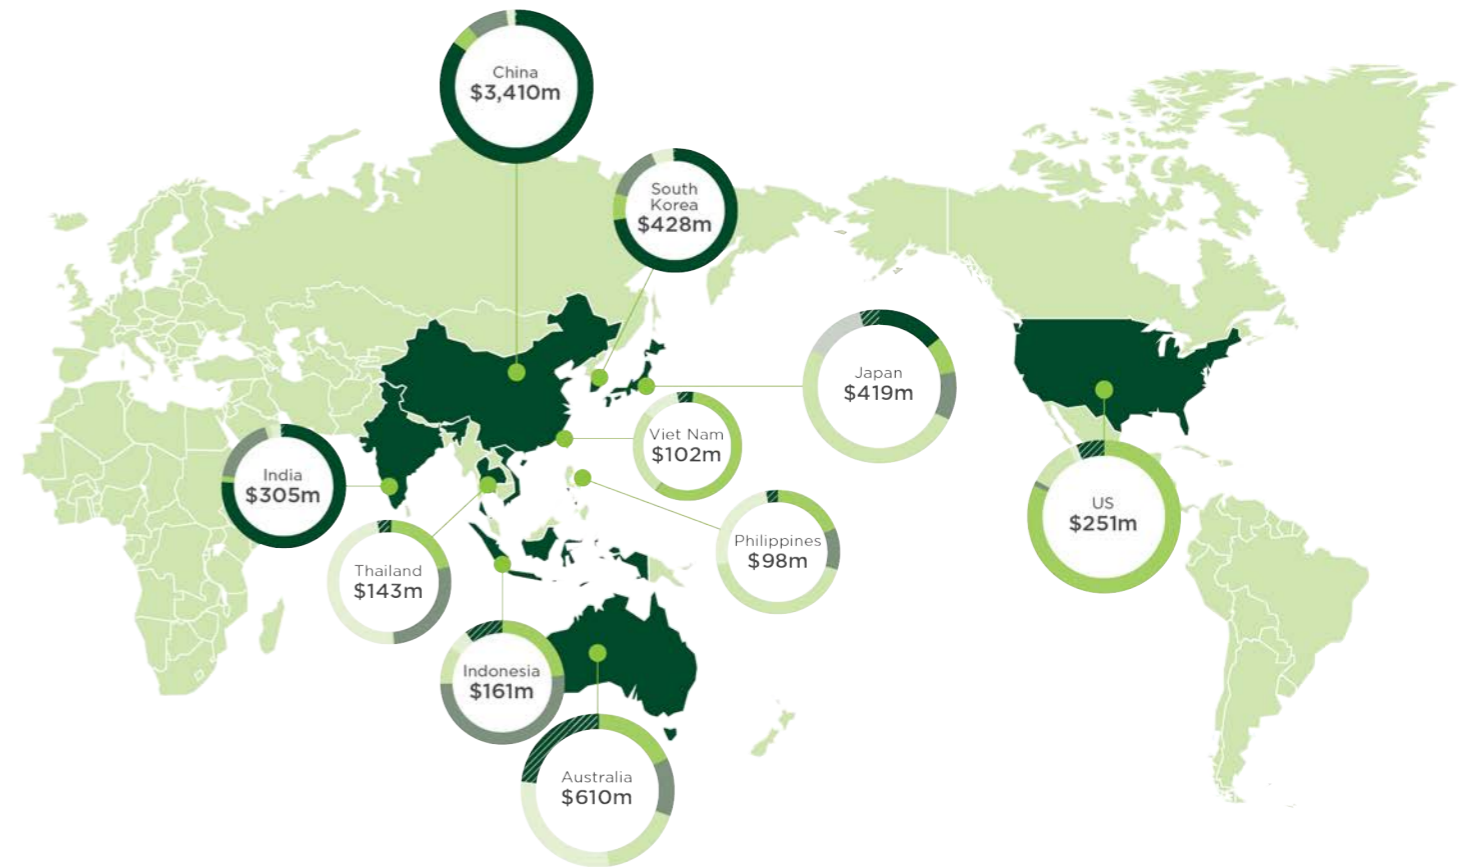 China
$3,410m
South
Korea
$428m
Japan
$419m
Viet Nam
$102m
India
$305m
US
$251m
Philippines
$98m
Thailand
$143m
Indonesia
$161m
Australia
$610m